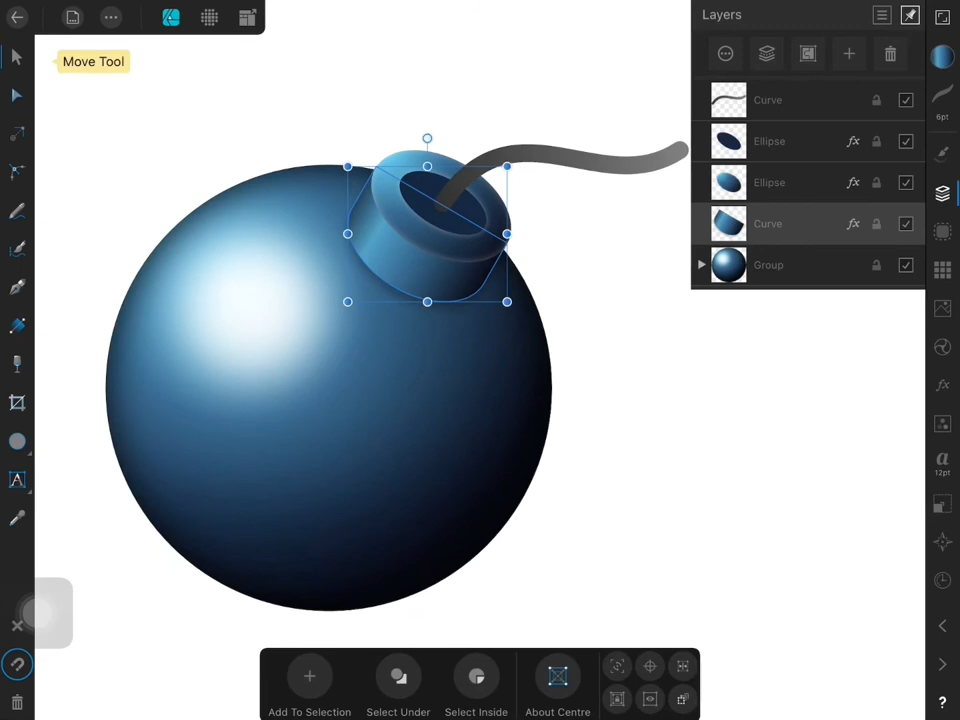 Layers
Move Tool
Curve
Ellipse
fx
Ellipse
fx
Curve
fx
Group
6pt
fx
a
12pt
A
Add To Selection
Select Under
Select Inside
About Centre
?